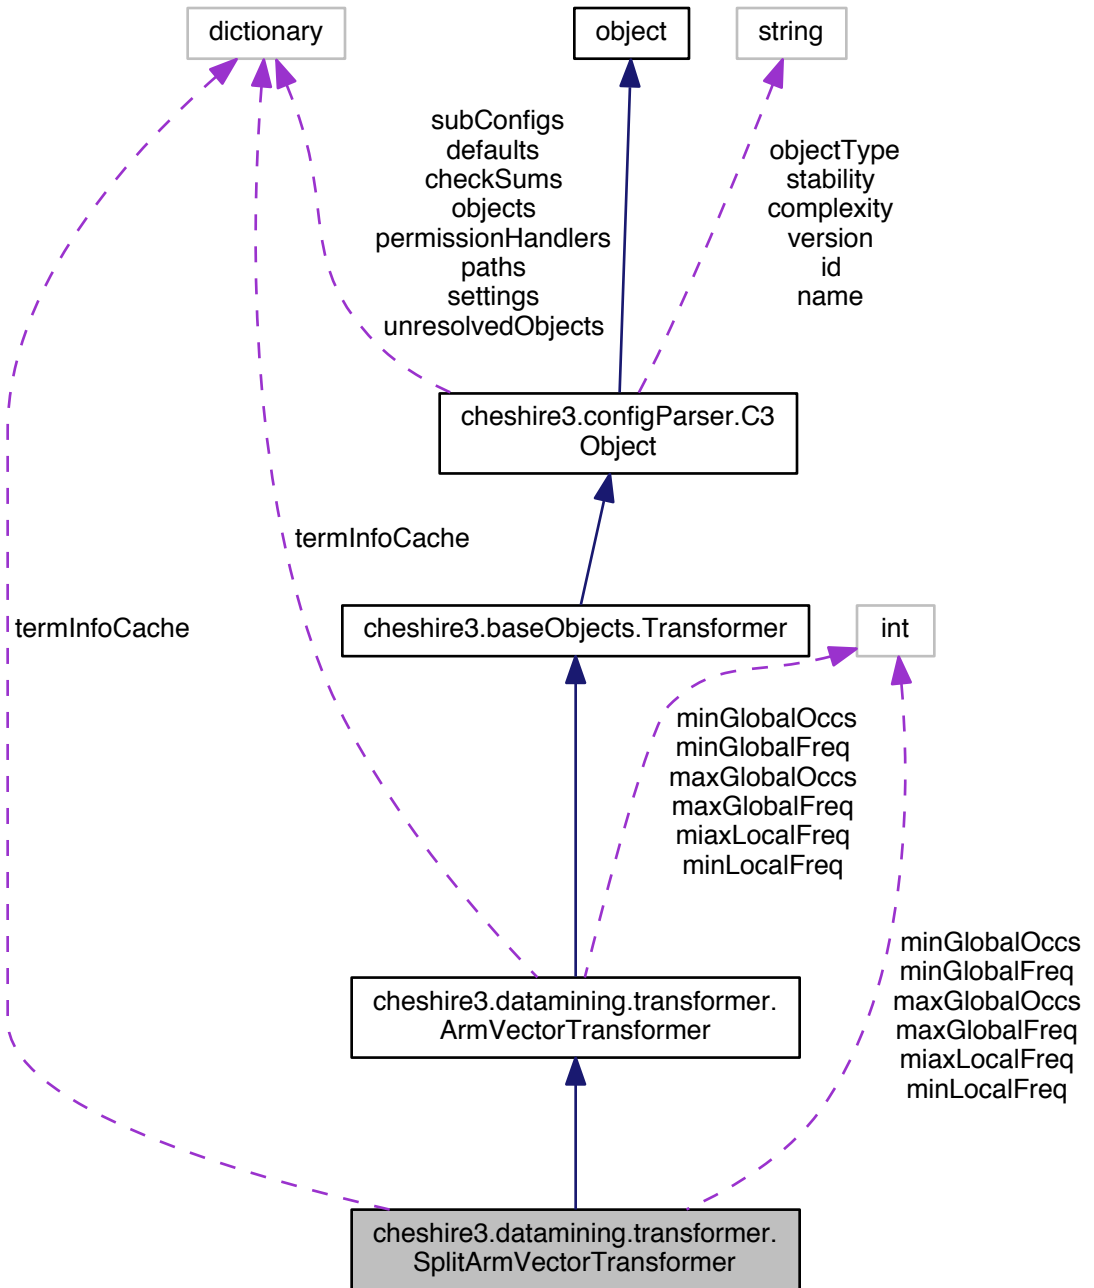 dictionary
object
string
subConfigs
defaults
checkSums
objects
permissionHandlers
paths
settings
unresolvedObjects
objectType
stability
complexity
version
id
name
cheshire3.configParser.C3
Object
termInfoCache
termInfoCache
cheshire3.baseObjects.Transformer
int
minGlobalOccs
minGlobalFreq
maxGlobalOccs
maxGlobalFreq
miaxLocalFreq
minLocalFreq
minGlobalOccs
minGlobalFreq
maxGlobalOccs
maxGlobalFreq
miaxLocalFreq
minLocalFreq
cheshire3.datamining.transformer.
ArmVectorTransformer
cheshire3.datamining.transformer.
SplitArmVectorTransformer